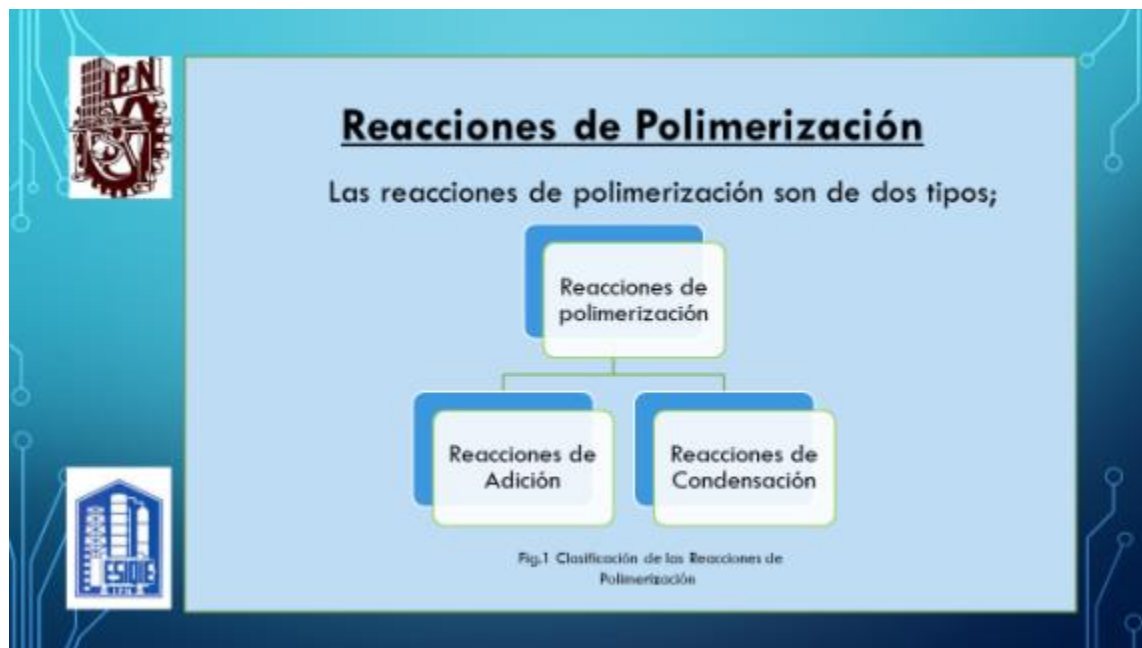 IPN
Reacciones de Polimerización
Las reacciones de polimerización son de dos tipos;
Reacciones de
polimerización
Reacciones de
Adición
Reacciones de
Condensación
Fig.1 Clasificación de las Reacciones de
Polimerización
ESIQIE